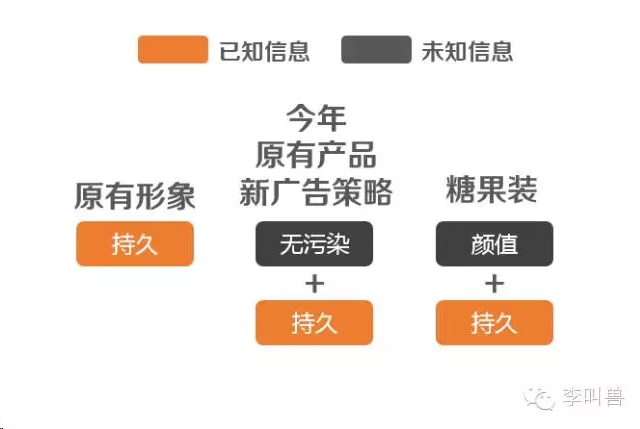 已知信息
未知信息
原有形象
持久
今年
原有产品
新广告策略
无污染
+
持久
糖果装
颜值
+
持久
李叫兽